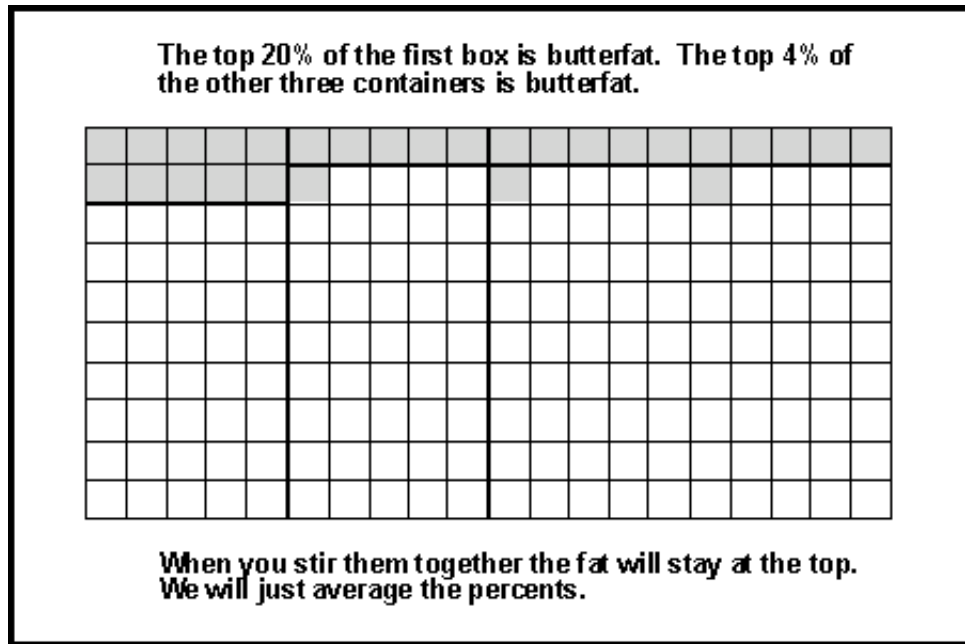 The top 20% of the first box is butterfat. The top 4% of
the other three containers is butterfat.
When you stir them together the fat will stay at the top.
We will just average the percents.